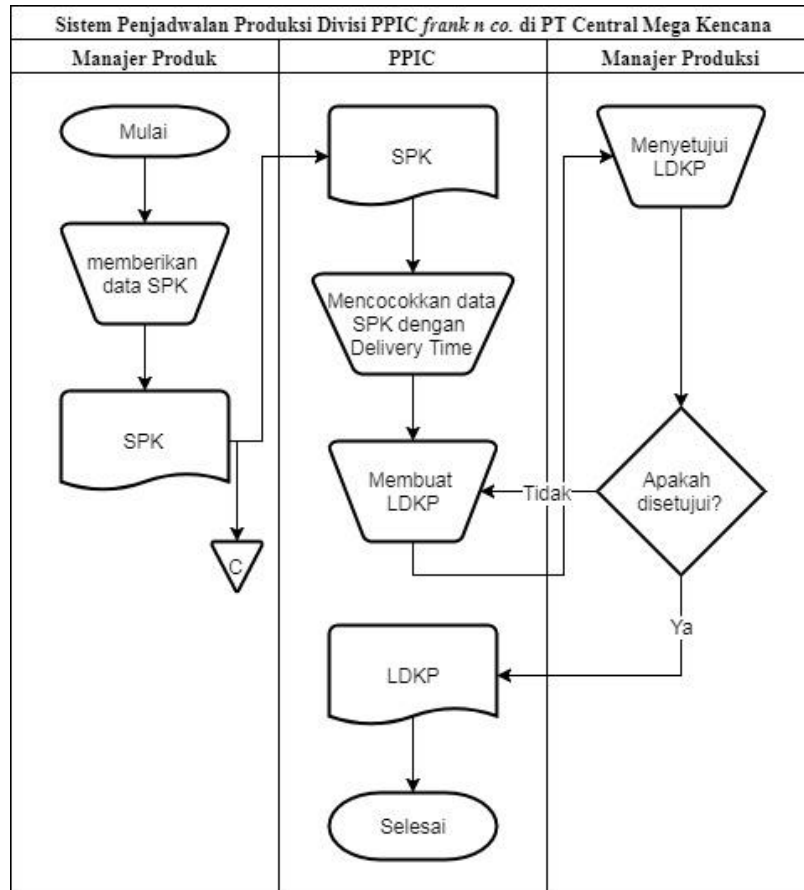 Sistem Penjadwalan Produksi Divisi PPIC frank n co. di PT Central Mega Kencana
Manajer Produk
PPIC
Manajer Produksi
Mulai
memberikan
data SPK
SPK
C
SPK
Mencocokkan data
SPK dengan
Delivery Time
Membuat
LDKP
Menyetujui
LDKP
Apakah
disetujui?
Tidak
Ya
LDKP
Selesai